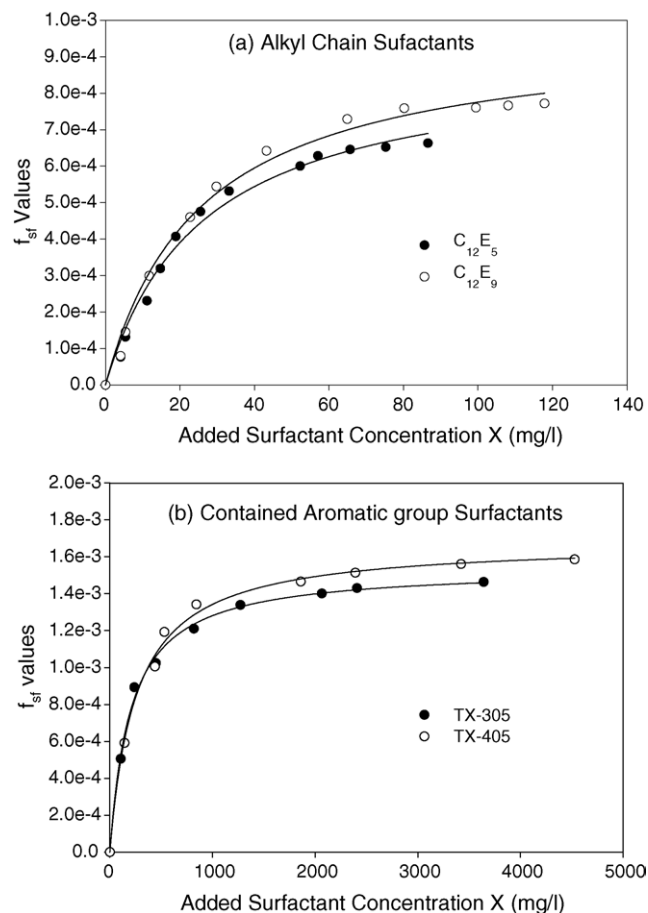 (a) Alkyl Chain Sufactants
1.0e-3
9.0e-4
8.0e-4
7.0e-4
6.0e-4
5.0e-4
4.0e-4
3.0e-4
2.0e-4
1.0e-4
0.0
fsf Values
C12E5
C12E9
0 20 40 60 80 100 120 140
Added Surfactant Concentration X (mg/l)
(b) Contained Aromatic group Surfactants
2.0e-3
1.8e-3
1.6e-3
1.4e-3
1.2e-3
1.0e-3
8.0e-4
6.0e-4
4.0e-4
2.0e-4
0.0
fsf values
TX-305
TX-405
0 1000 2000 3000 4000 5000
Added Surfactant Concentration X (mg/l)